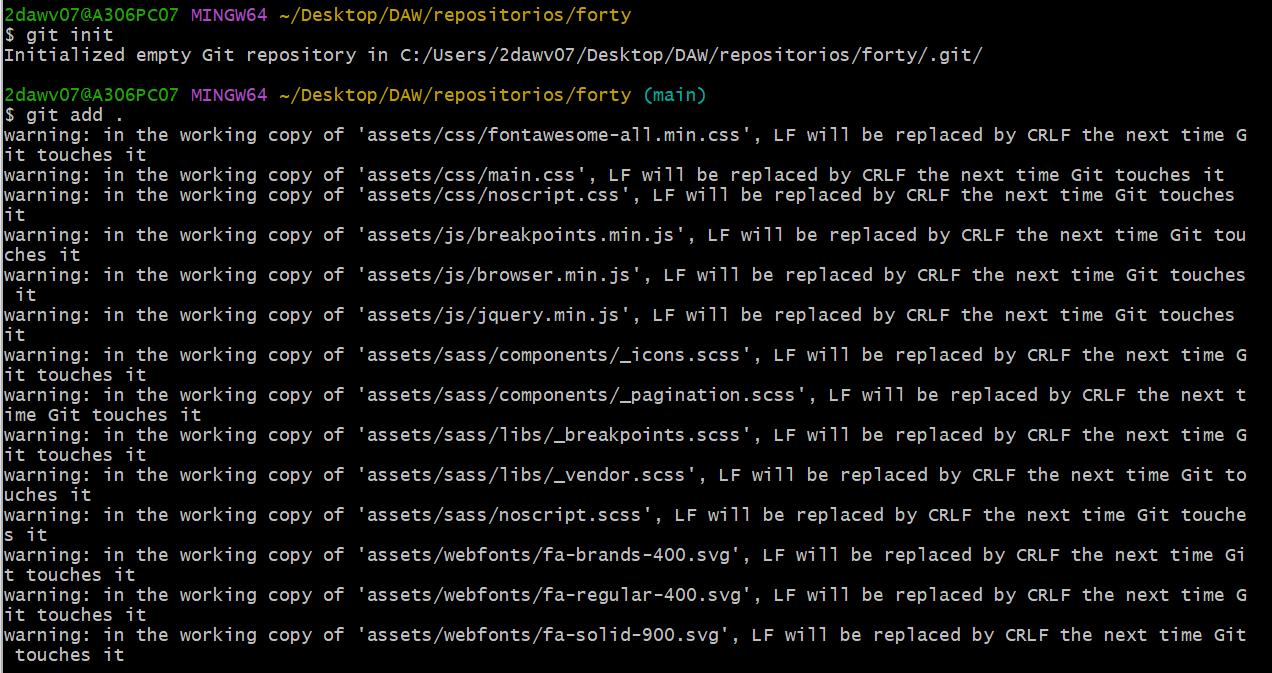 2dawv07@A306PC07 MINGW64 ~/Desktop/DAW/repositorios/forty
$ git init
Initialized empty Git repository in C:/Users/2dawv07/Desktop/DAW/repositorios/forty/.git/
2dawv07@A306PC07 MINGW64 ~/Desktop/DAW/repositorios/forty (main)
$ git add .
warning: in the working copy of 'assets/css/fontawesome-all.min.css', LF will be replaced by CRLF the next time G
it touches it
warning: in the working copy of 'assets/css/main.css', LF will be replaced by CRLF the next time Git touches it
warning: in the working copy of 'assets/css/noscript.css', LF will be replaced by CRLF the next time Git touches
it
warning: in the working copy of 'assets/js/breakpoints.min.js', LF will be replaced by CRLF the next time Git tou
ches it
warning: in the working copy of 'assets/js/browser.min.js', LF will be replaced by CRLF the next time Git touches
 it
warning: in the working copy of 'assets/js/jquery.min.js', LF will be replaced by CRLF the next time Git touches
it
warning: in the working copy of 'assets/sass/components/_icons.scss', LF will be replaced by CRLF the next time G
it touches it
warning: in the working copy of 'assets/sass/components/_pagination.scss', LF will be replaced by CRLF the next t
ime Git touches it
warning: in the working copy of 'assets/sass/libs/_breakpoints.scss', LF will be replaced by CRLF the next time G
it touches it
warning: in the working copy of 'assets/sass/libs/_vendor.scss', LF will be replaced by CRLF the next time Git to
uches it
warning: in the working copy of 'assets/sass/noscript.scss', LF will be replaced by CRLF the next time Git touche
s it
warning: in the working copy of 'assets/webfonts/fa-brands-400.svg', LF will be replaced by CRLF the next time Gi
t touches it
warning: in the working copy of 'assets/webfonts/fa-regular-400.svg', LF will be replaced by CRLF the next time G
it touches it
warning: in the working copy of 'assets/webfonts/fa-solid-900.svg', LF will be replaced by CRLF the next time Git
 touches it